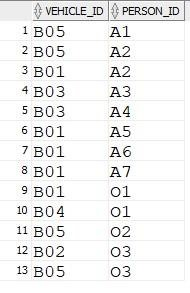 VEHICLE_ID PERSON_ID
1 B05 A1
2 B05 A2
3 B01 A2
4 B03 A3
5 B03 A4
6 B01 A5
7 B01 A6
8 B01 A7
9 B01 O1
10 B04 O1
11 B05 O2
12 B02 O3
13 B05 O3